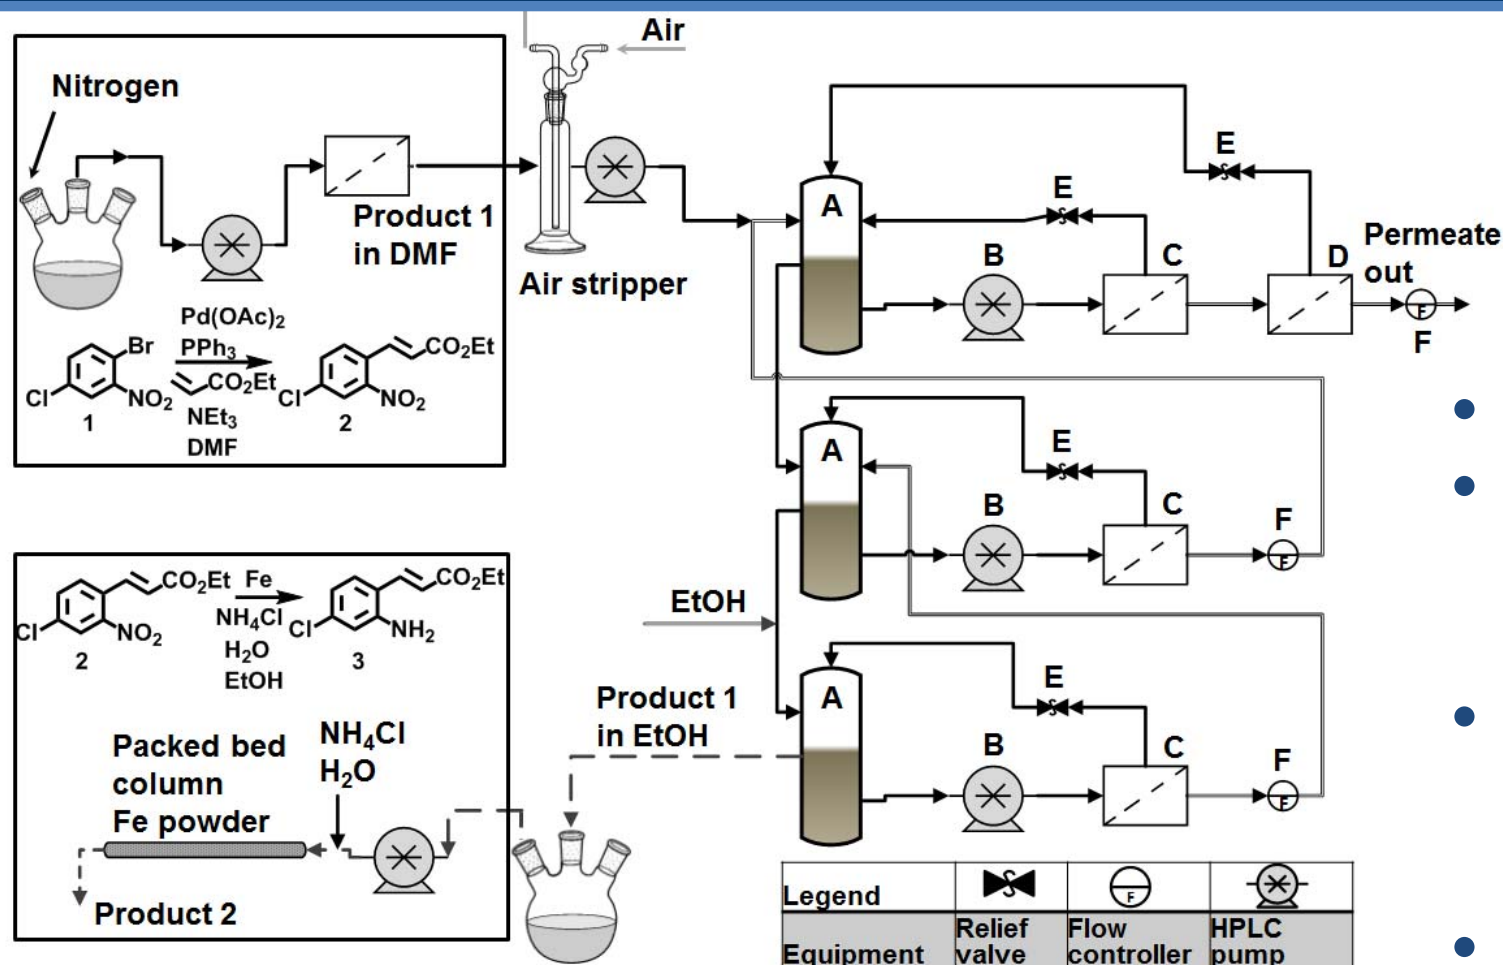 Nitrogen
Product 1
in DMF
Pd(OAc)2
PPh3
CO2Et
NEt3
DMF
Br
Cl
NO2
1
CO2Et
Cl
NO2
2
Air
Air stripper
A
B
C
D
E
E
Permeate
out
F
A
B
C
E
F
F
F
EtOH
A
B
C
E
F
F
Product 1
in EtOH
CO2Et
Cl
NO2
2
Fe
NH4Cl
H2O
EtOH
CO2Et
Cl
NH2
3
Packed bed
column
Fe powder
NH4Cl
H2O
Product 2
Legend
F
Equipment
Relief
valve
Flow
controller
HPLC
pump